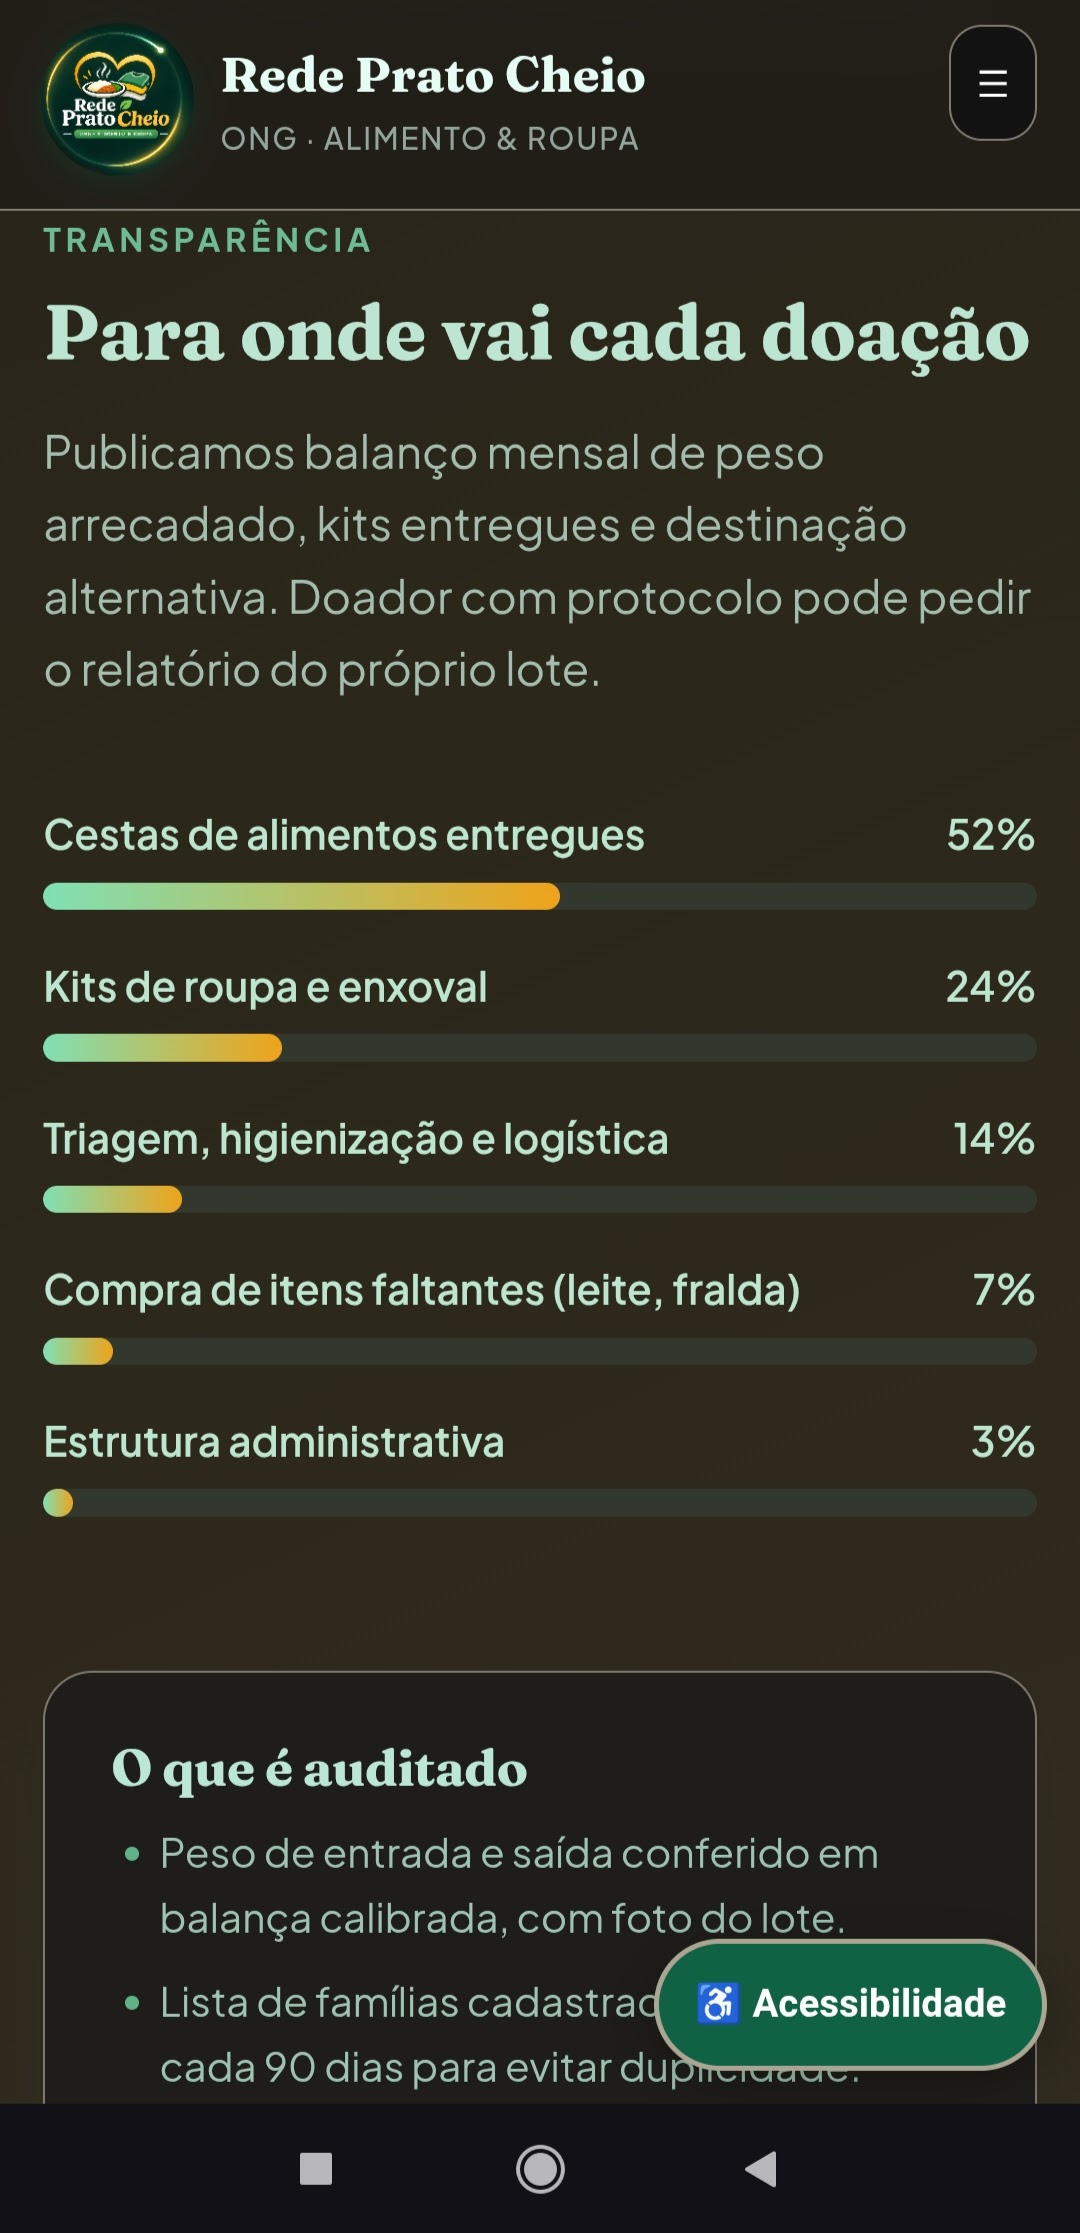 Rede
Prato Cheio
Rede Prato Cheio
ONG · ALIMENTO & ROUPA
TRANSPARÊNCIA
Para onde vai cada doação
Publicamos balanço mensal de peso
arrecadado, kits entregues e destinação
alternativa. Doador com protocolo pode pedir
o relatório do próprio lote.
Cestas de alimentos entregues 52%
Kits de roupa e enxoval 24%
Triagem, higienização e logística 14%
Compra de itens faltantes (leite, fralda) 7%
Estrutura administrativa 3%
O que é auditado
Peso de entrada e saída conferido em
balança calibrada, com foto do lote.
Lista de famílias
♿ Acessibilidade
cada 90 dias para evitar duplicidade.